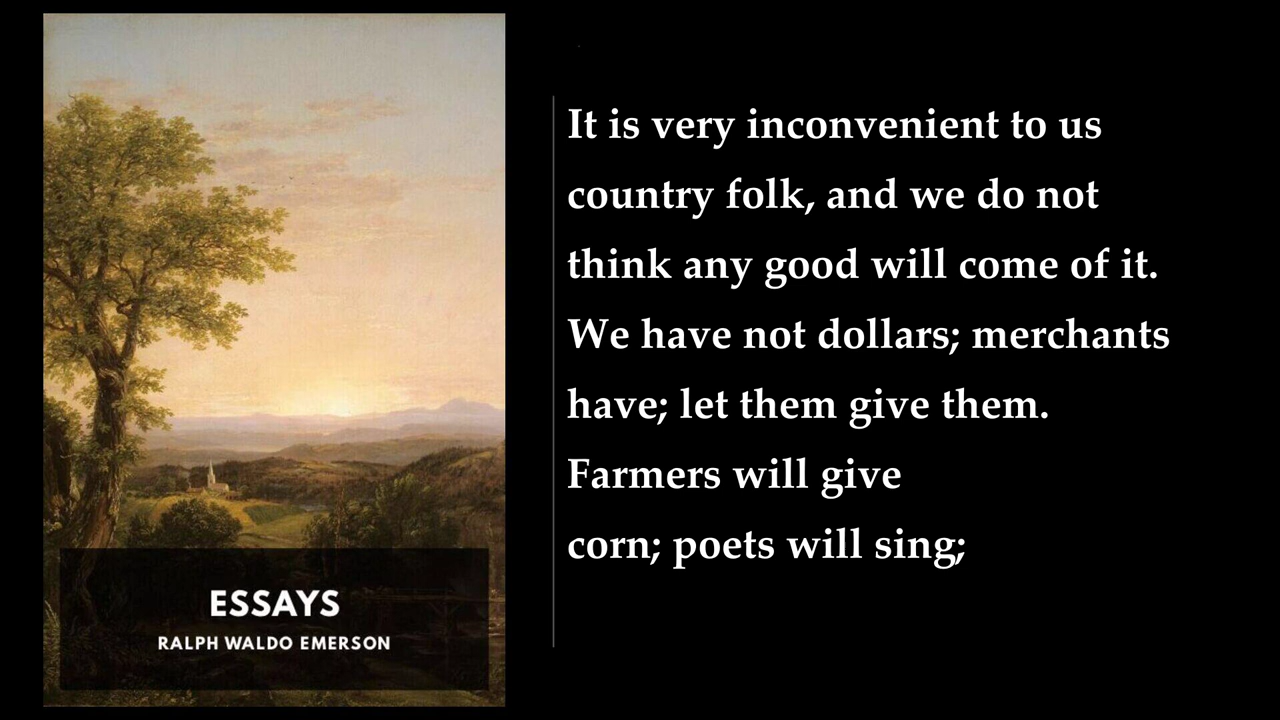 ESSAYS
RALPH WALDO EMERSON
It is very inconvenient to us
country folk, and we do not
think any good will come of it.
We have not dollars; merchants
have; let them give them.
Farmers will give
corn; poets will sing;